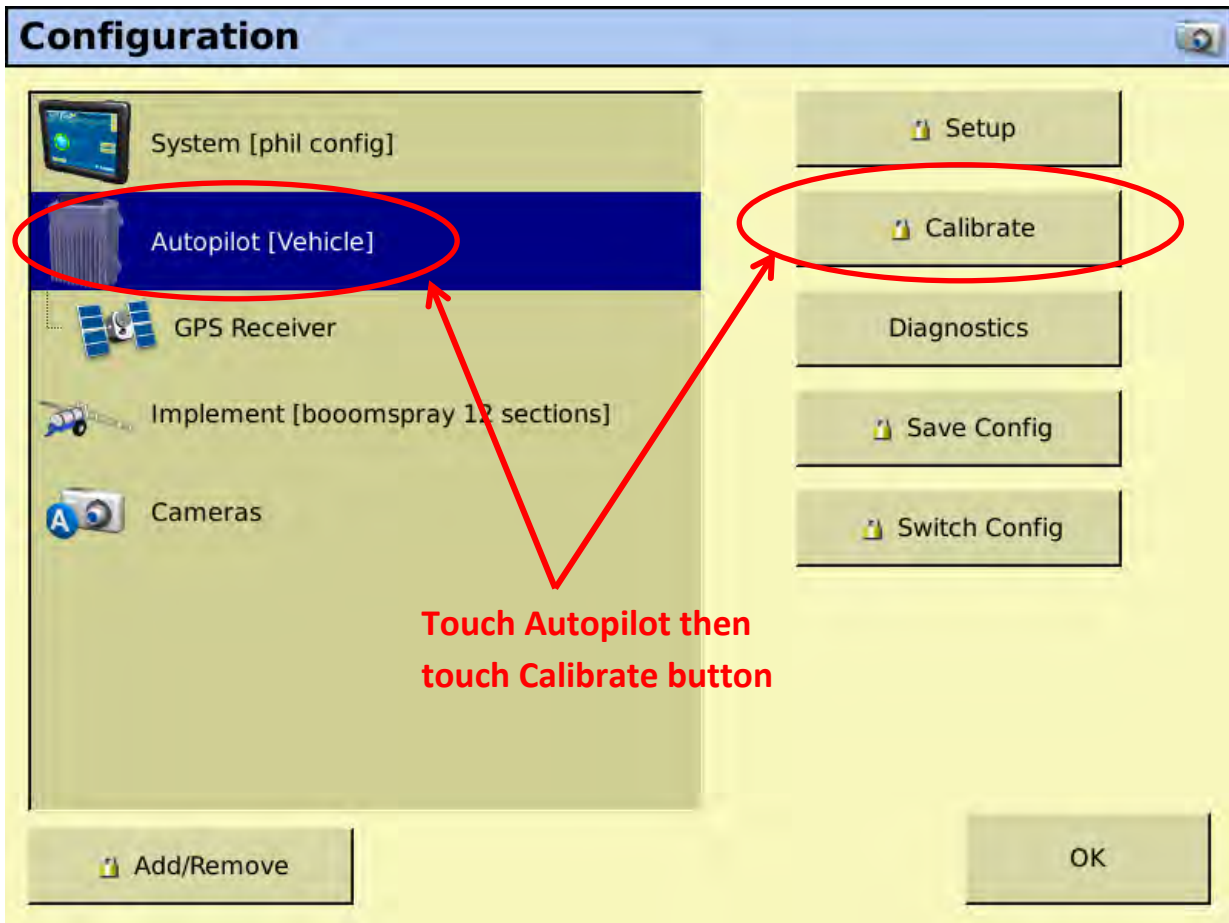 Configuration
System [phil config]
Autopilot [Vehicle]
GPS Receiver
Implement [booomspray 12 sections]
A
Cameras
Setup
Calibrate
Diagnostics
Save Config
Switch Config
Touch Autopilot then
touch Calibrate button
Add/Remove
OK